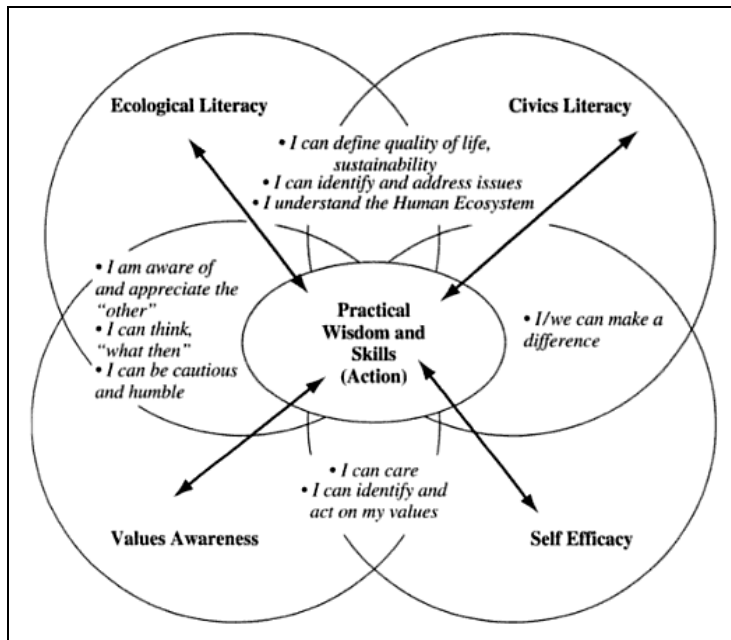 Ecological Literacy
Civics Literacy
• I can define quality of life,
sustainability
• I can identify and address issues
• I understand the Human Ecosystem
• I am aware of
and appreciate the
“other”
• I can think,
“what then”
• I can be cautious
and humble
Practical
Wisdom and
Skills
(Action)
• I/we can make a
difference
• I can care
• I can identify and
act on my values
Values Awareness
Self Efficacy